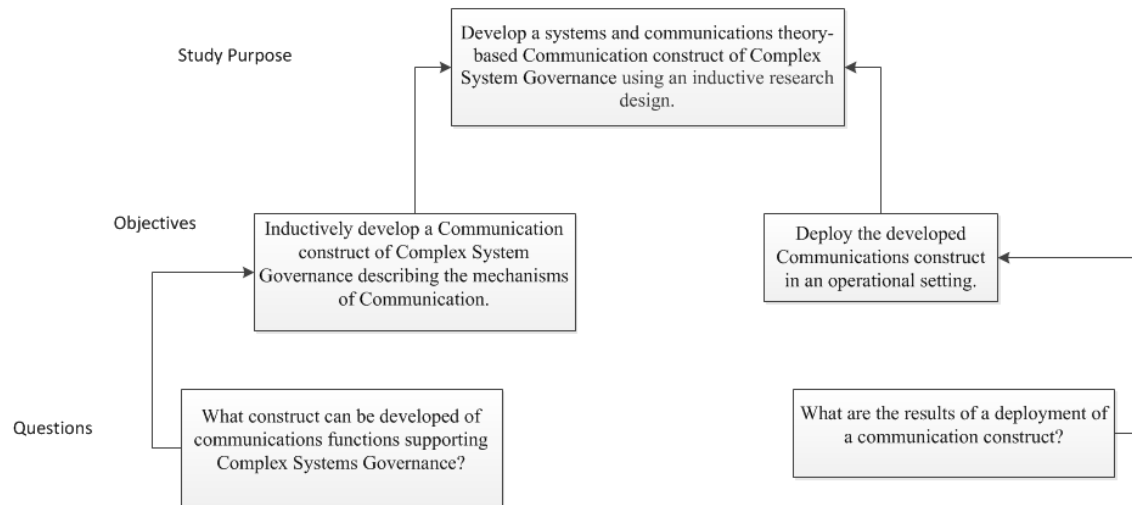 Study Purpose
Develop a systems and communications theory-
based Communication construct of Complex
System Governance using an inductive research
design.
Objectives
Inductively develop a Communication
construct of Complex System
Governance describing the mechanisms
of Communication.
Deploy the developed
Communications construct
in an operational setting.
Questions
What construct can be developed of
communications functions supporting
Complex Systems Governance?
What are the results of a deployment of
a communication construct?